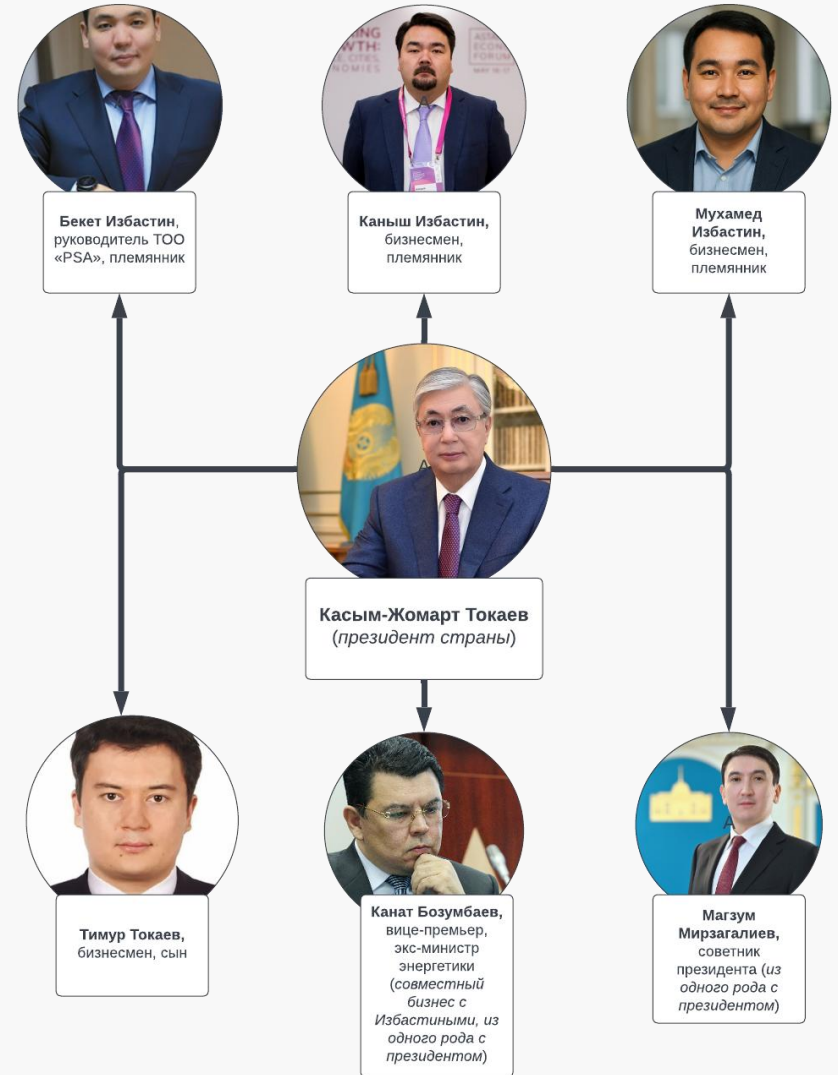 Бекет Избастин,
руководитель ТОО
«PSA», племянник
Каныш Избастин,
бизнесмен,
племянник
Мухамед
Избастин,
бизнесмен,
племянник
Касым-Жомарт Токаев
(президент страны)
Тимур Токаев,
бизнесмен, сын
Канат Бозумбаев,
вице-премьер,
экс-министр
энергетики
(совместный
бизнес с
Избастиными, из
одного рода с
президентом)
Магзум
Мирзагалиев,
советник
президента (из
одного рода с
президентом)